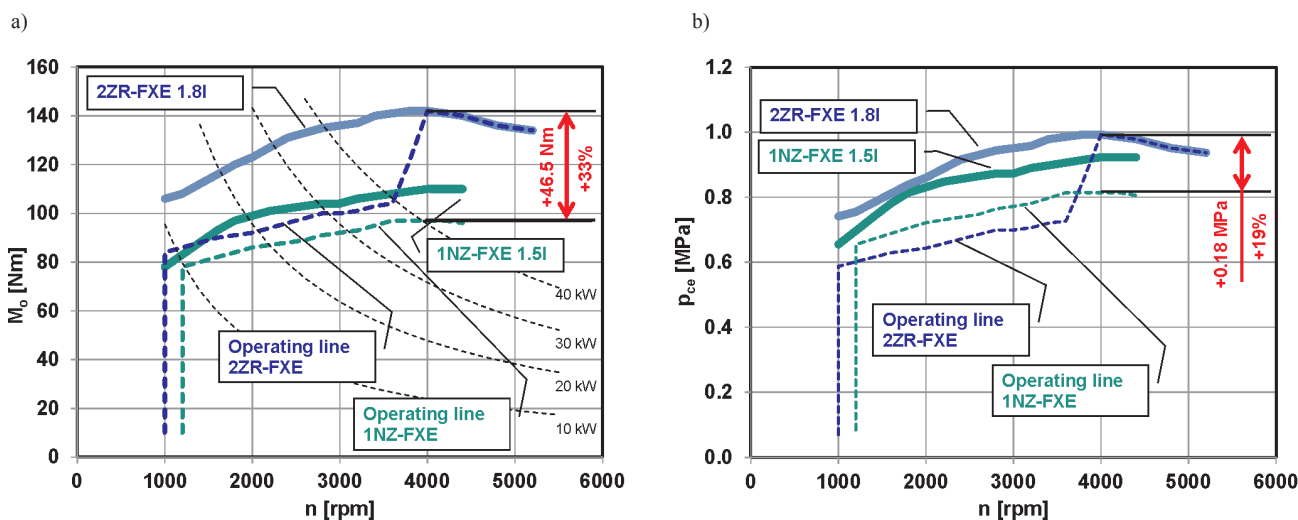 a)
160
140
120
100
80
60
40
20
0
Mo [Nm]
0
1000
2000
3000
4000
5000
6000
n [rpm]
2ZR-FXE 1.8l
1NZ-FXE 1.5l
+46.5 Nm
+33%
40 kW
30 kW
20 kW
10 kW
Operating line
2ZR-FXE
Operating line
1NZ-FXE
b)
1.2
1.0
0.8
0.6
0.4
0.2
0.0
pce [MPa]
0
1000
2000
3000
4000
5000
6000
n [rpm]
2ZR-FXE 1.8l
1NZ-FXE 1.5l
+0.18 MPa
+19%
Operating line
2ZR-FXE
Operating line
1NZ-FXE